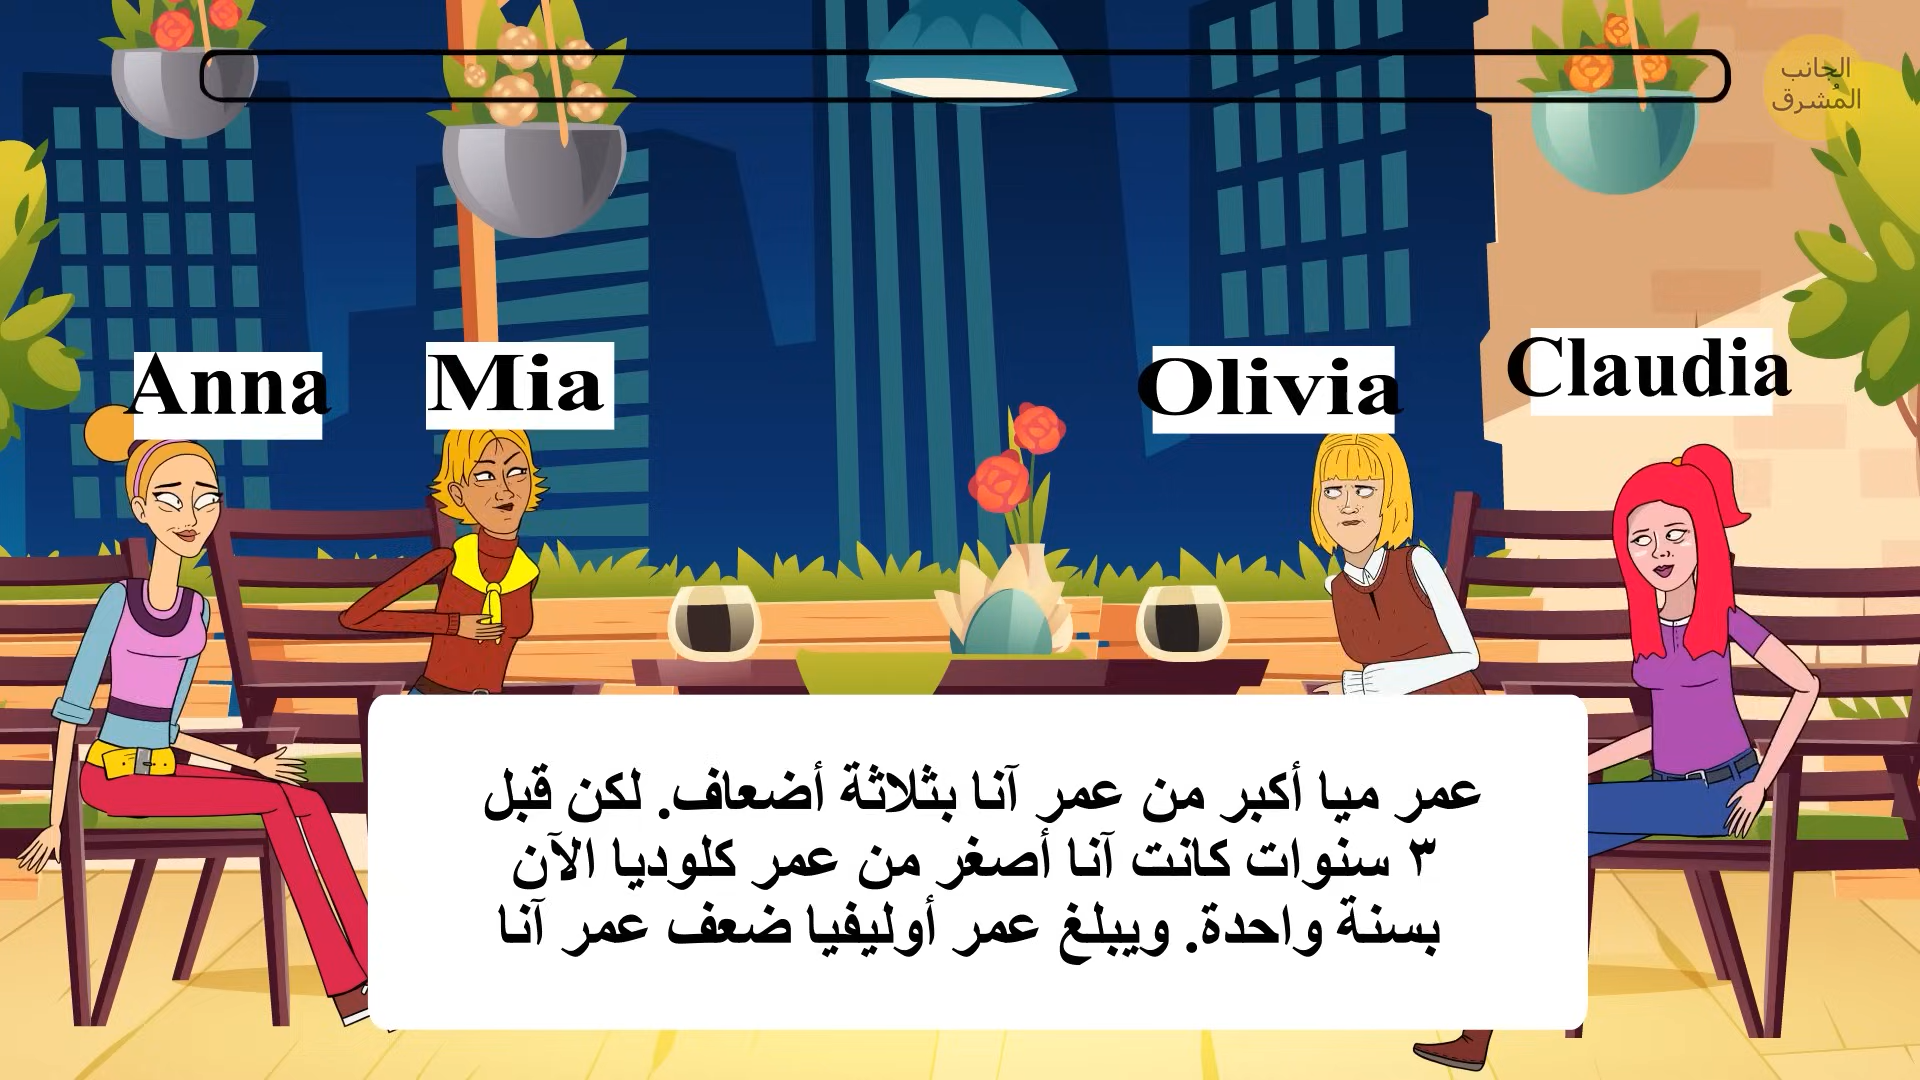 الجانب
المُشرق
Anna
Mia
Olivia
Claudia
عمر ميا أكبر من عمر آنا بثلاثة أضعاف. لكن قبل
٣ سنوات كانت آنا أصغر من عمر كلوديا الآن
بسنة واحدة. ويبلغ عمر أوليفيا ضعف عمر آنا